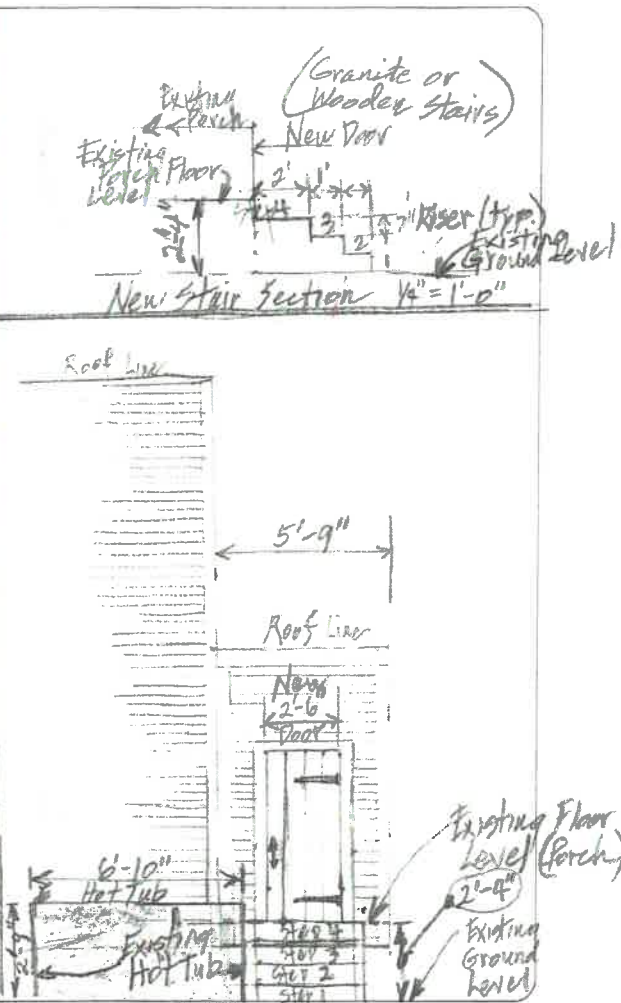 (Granite or
Wooden Stairs)
Existing
Porch
New Door
Existing
Porch Floor
Level
2'
1'
2'-4"
4
3
2
7" Riser (typ.)
Existing
Ground Level
New Stair Section 1/4" = 1'-0"
Roof Line
5'-9"
Roof Line
New
2'-6
Door
Existing Floor
Level (Porch)
6'-10"
Hot Tub
2'-4"
Existing
Hot Tub
Step 4
Step 3
Step 2
Step 1
Existing
Ground
Level